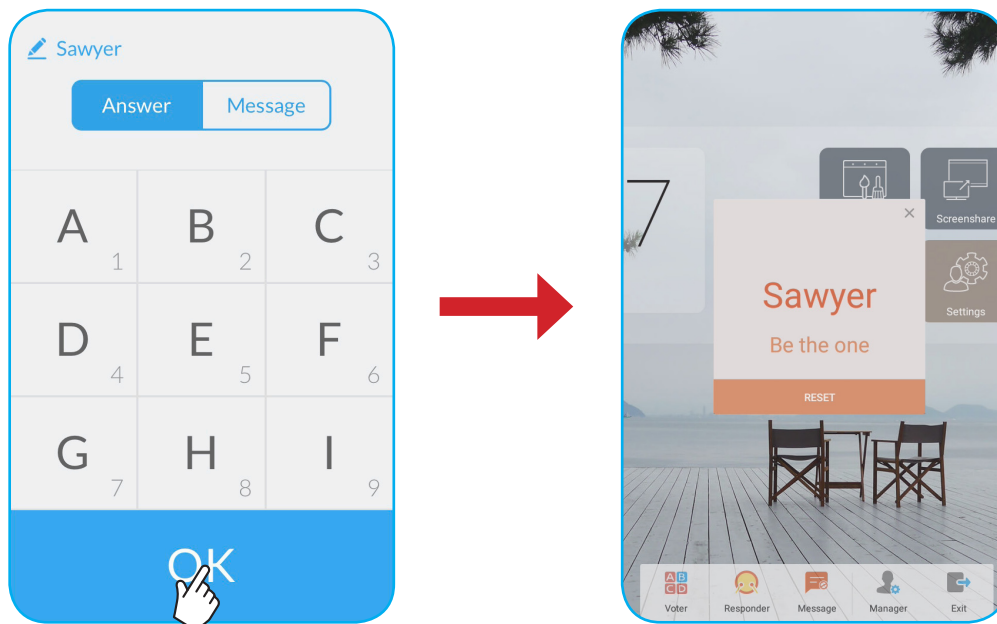 Sawyer
Answer Message
A 1 B 2 C 3
D 4 E 5 F 6
G 7 H 8 I 9
OK
7
Screenshare
Settings
×
Sawyer
Be the one
RESET
A B
C D
Voter Responder Message Manager Exit